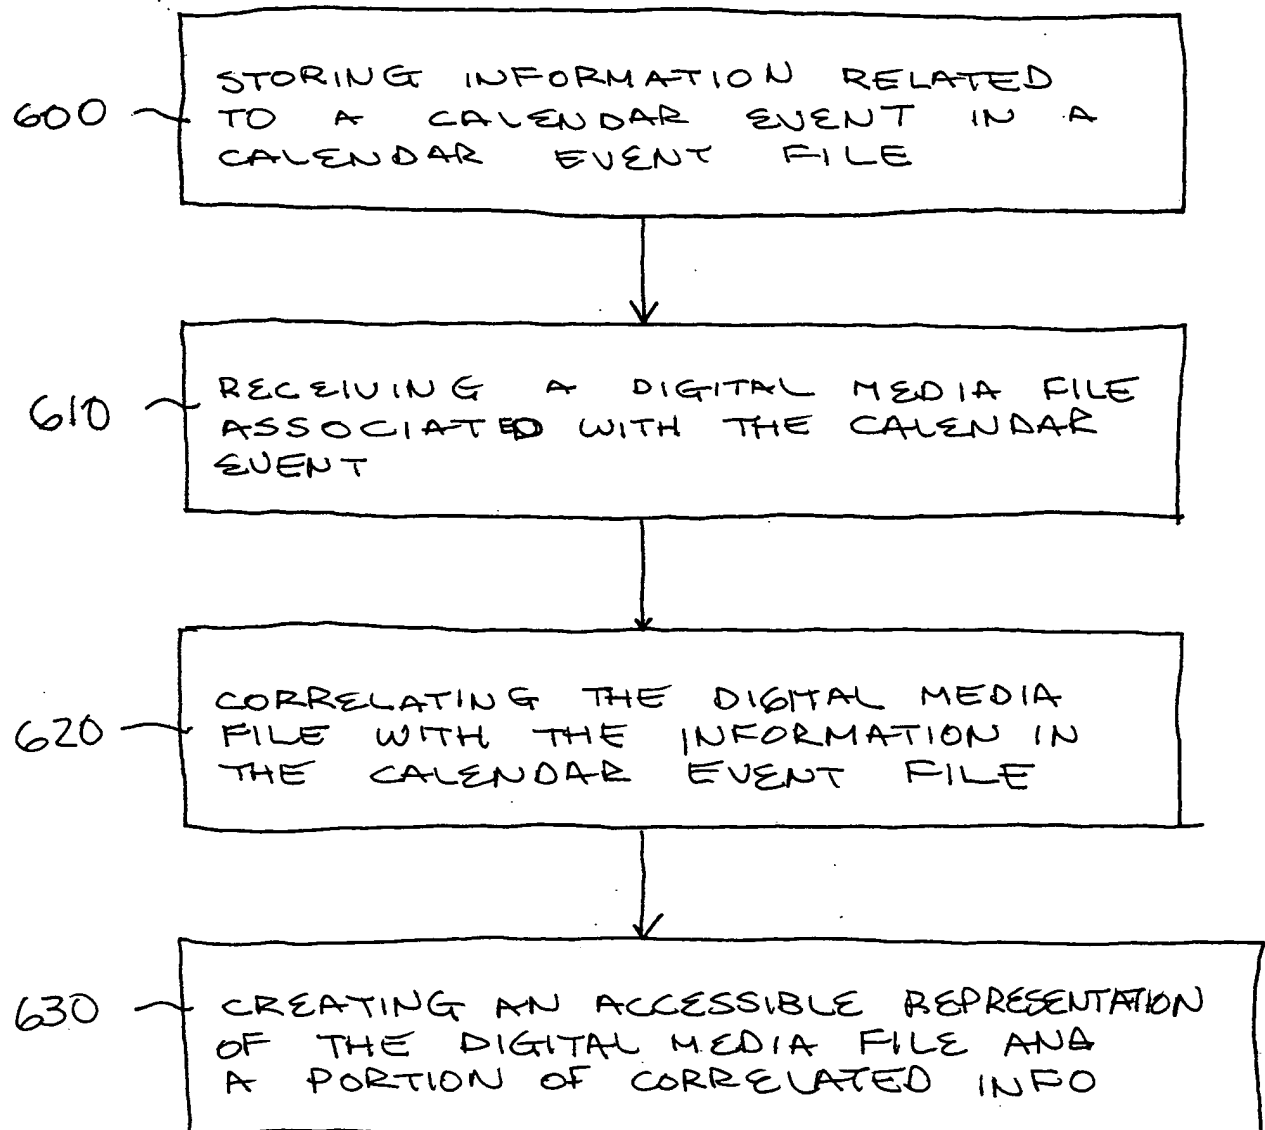 600
STORING INFORMATION RELATED
TO A CALENDAR EVENT IN A
CALENDAR EVENT FILE
610
RECEIVING A DIGITAL MEDIA FILE
ASSOCIATED WITH THE CALENDAR
EVENT
620
CORRELATING THE DIGITAL MEDIA
FILE WITH THE INFORMATION IN
THE CALENDAR EVENT FILE
630
CREATING AN ACCESSIBLE REPRESENTATION
OF THE DIGITAL MEDIA FILE AND
A PORTION OF CORRELATED INFO